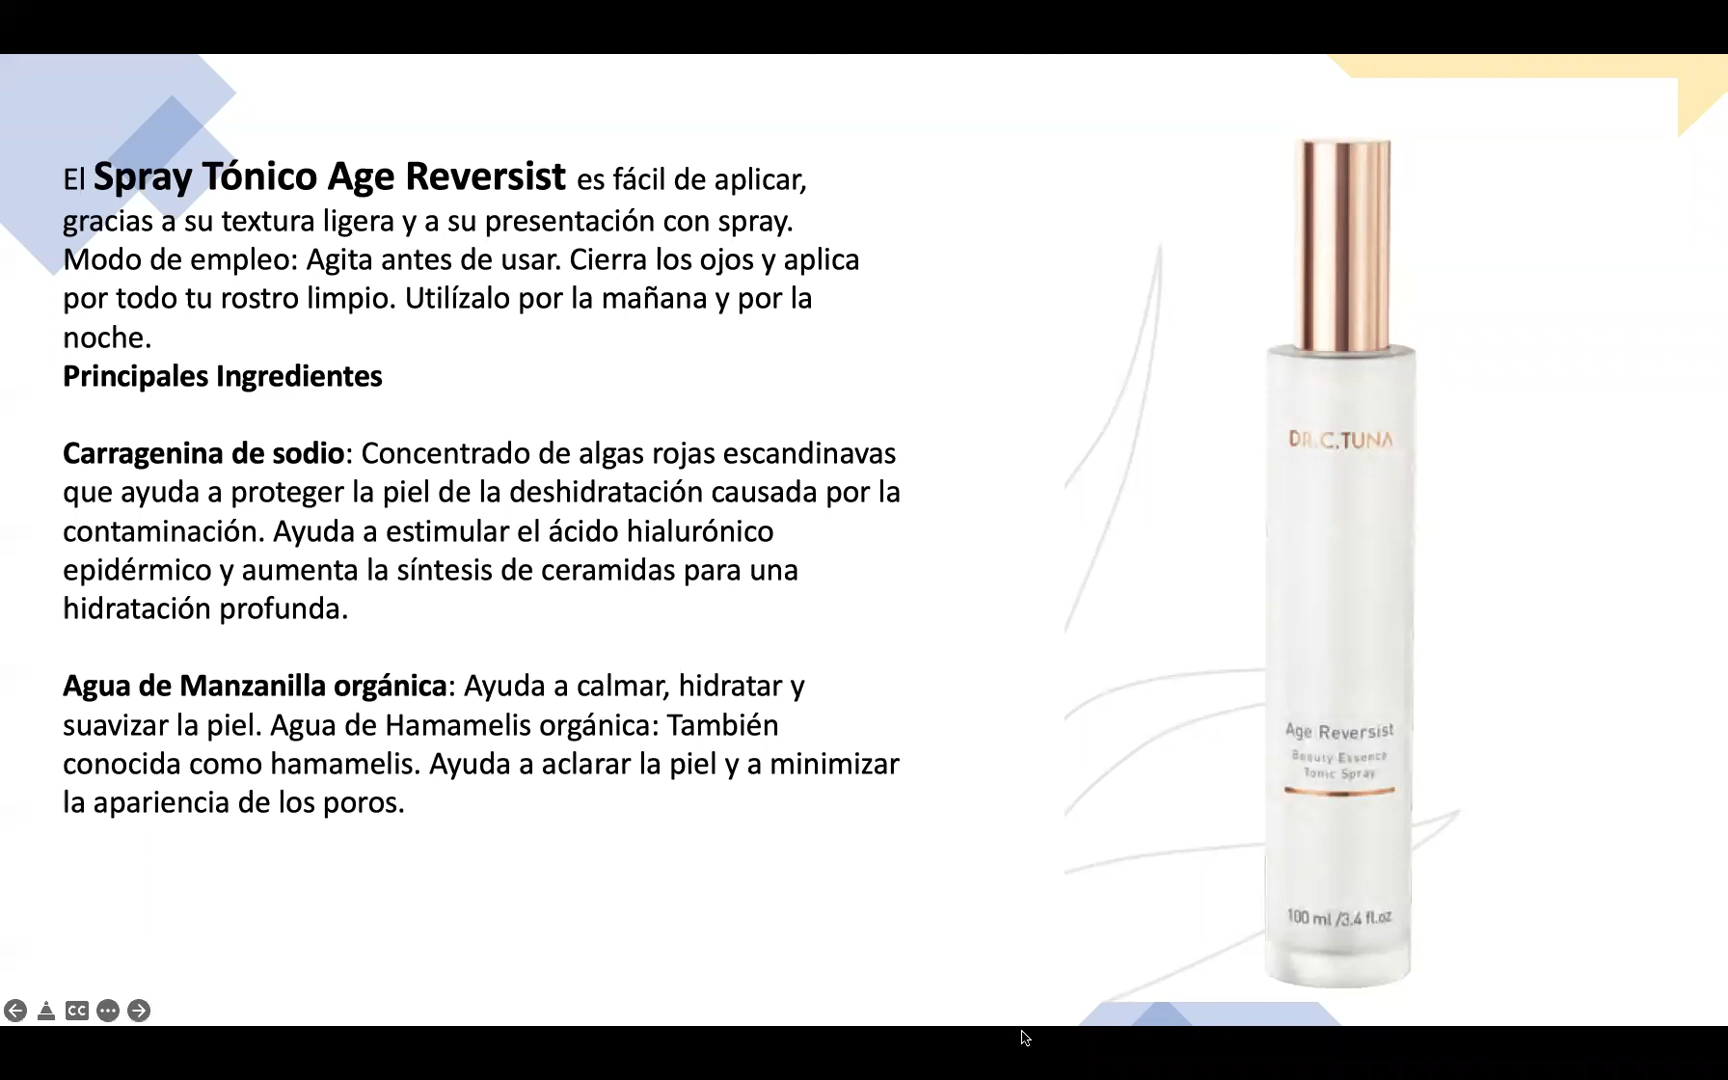 El Spray Tónico Age Reversist es fácil de aplicar,
gracias a su textura ligera y a su presentación con spray.
Modo de empleo: Agita antes de usar. Cierra los ojos y aplica
por todo tu rostro limpio. Utilízalo por la mañana y por la
noche.
Principales Ingredientes
Carragenina de sodio: Concentrado de algas rojas escandinavas
que ayuda a proteger la piel de la deshidratación causada por la
contaminación. Ayuda a estimular el ácido hialurónico
epidérmico y aumenta la síntesis de ceramidas para una
hidratación profunda.
Agua de Manzanilla orgánica: Ayuda a calmar, hidratar y
suavizar la piel. Agua de Hamamelis orgánica: También
conocida como hamamelis. Ayuda a aclarar la piel y a minimizar
la apariencia de los poros.
DR.C.TUNA
Age Reversist
Beauty Essence
Tonic Spray
100 ml /3.4 fl.oz
CC